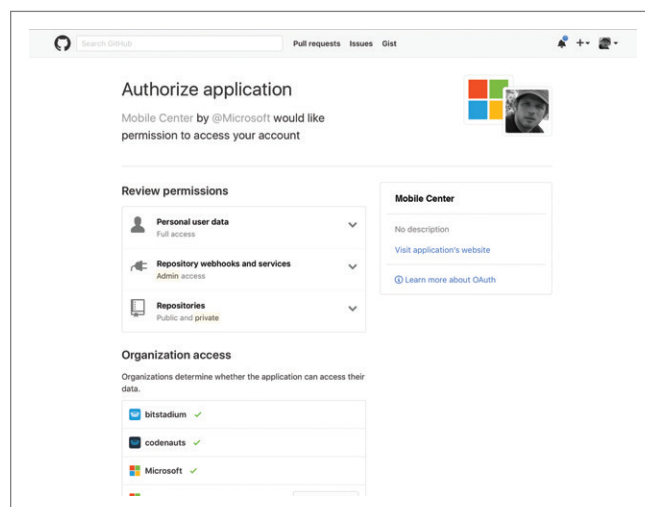 Search GitHub
Pull requests Issues Gist
Authorize application
Mobile Center by @Microsoft would like
permission to access your account
Review permissions
Personal user data
Full access
Repository webhooks and services
Admin access
Repositories
Public and private
Mobile Center
No description
Visit application's website
Learn more about OAuth
Organization access
Organizations determine whether the application can access their
data.
bitstadium
codenauts
Microsoft